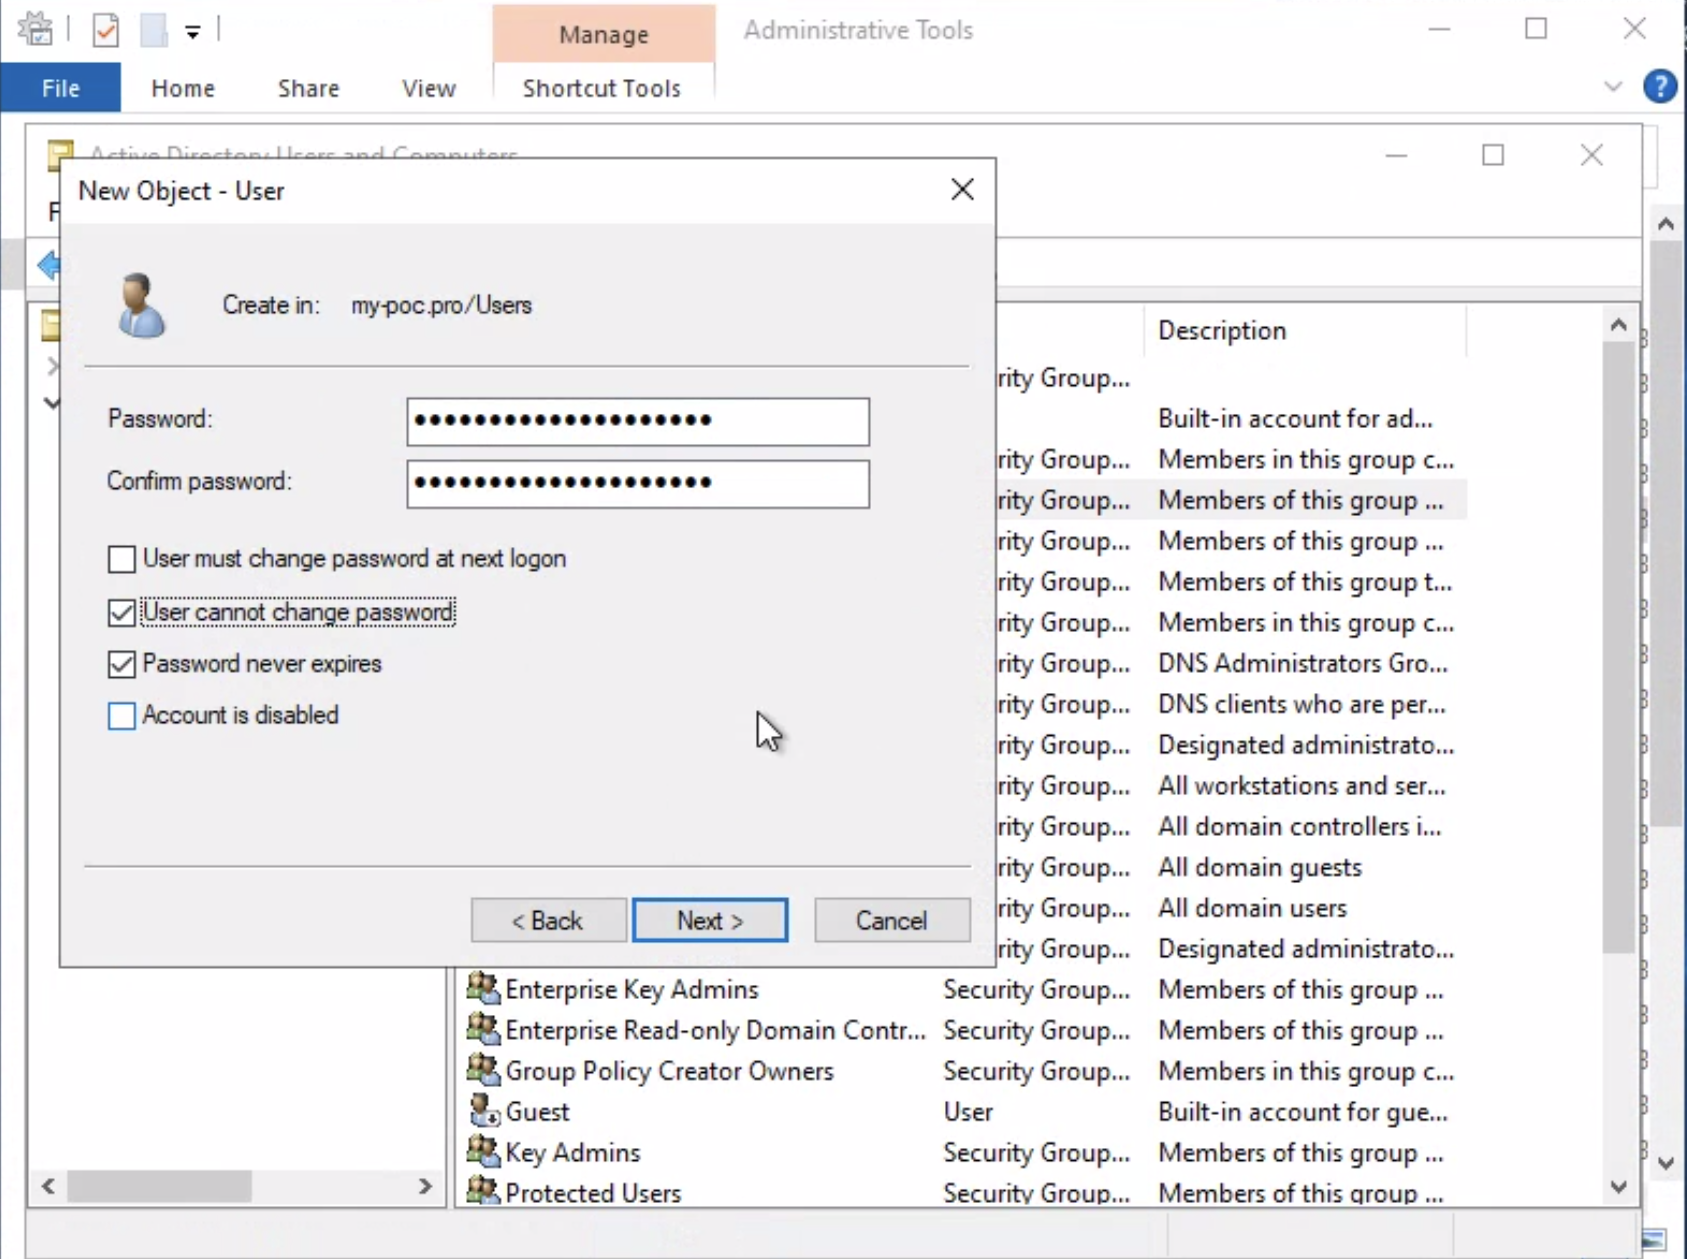 Manage
Administrative Tools
File
Home
Share
View
Shortcut Tools
?
Active Directory Users and Computers
New Object - User
Create in: my-poc.pro/Users
Password: ●●●●●●●●●●●●●●●●●●●●
Confirm password: ●●●●●●●●●●●●●●●●●●●●
User must change password at next logon
User cannot change password
Password never expires
Account is disabled
< Back
Next >
Cancel
Description
rity Group...
Built-in account for ad...
rity Group... Members in this group c...
rity Group... Members of this group ...
rity Group... Members of this group ...
rity Group... Members of this group t...
rity Group... Members in this group c...
rity Group... DNS Administrators Gro...
rity Group... DNS clients who are per...
rity Group... Designated administrato...
rity Group... All workstations and ser...
rity Group... All domain controllers i...
rity Group... All domain guests
rity Group... All domain users
rity Group... Designated administrato...
Enterprise Key Admins Security Group... Members of this group ...
Enterprise Read-only Domain Contr... Security Group... Members of this group ...
Group Policy Creator Owners Security Group... Members in this group c...
Guest User Built-in account for gue...
Key Admins Security Group... Members of this group ...
Protected Users Security Group... Members of this group ...